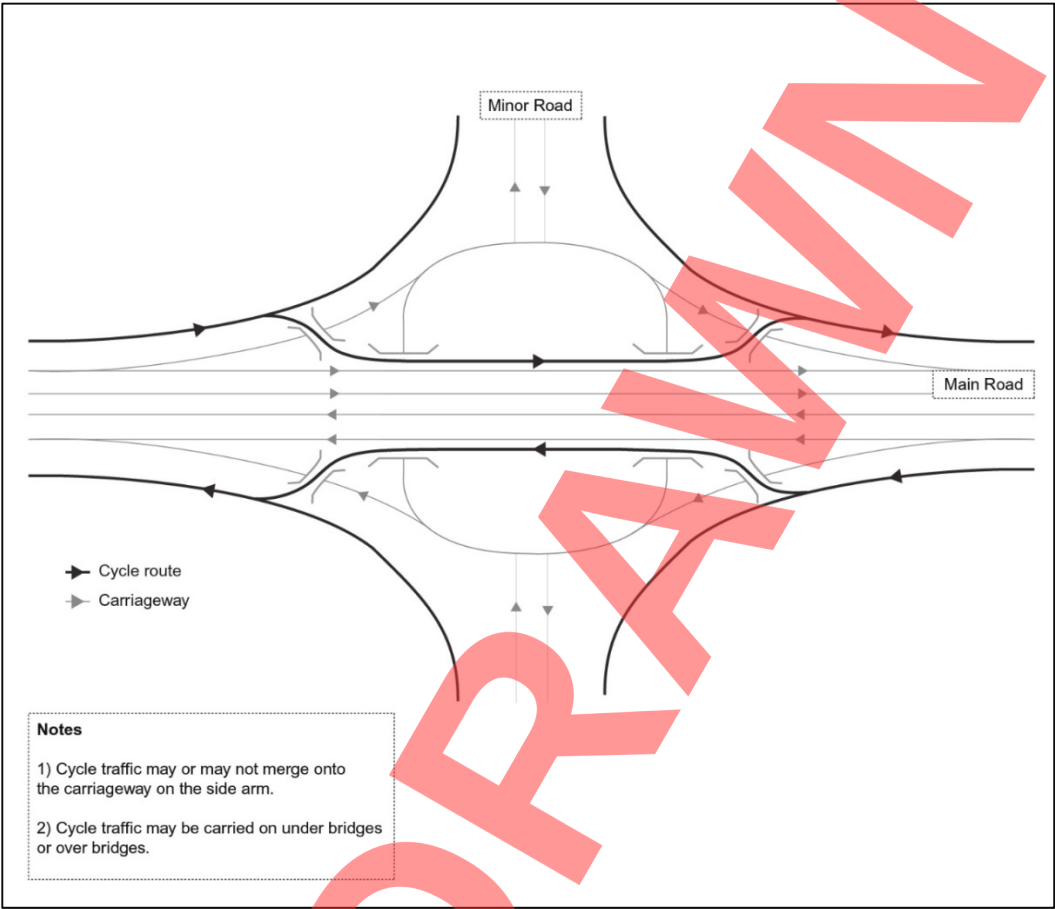 Minor Road
Main Road
Cycle route
Carriageway
Notes
1) Cycle traffic may or may not merge onto
the carriageway on the side arm.
2) Cycle traffic may be carried on under bridges
or over bridges.